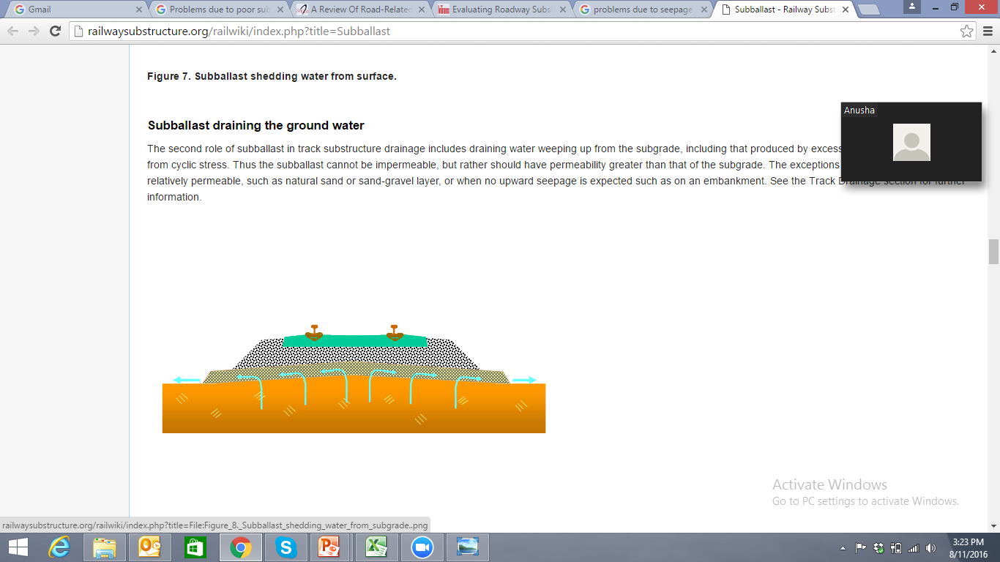 Gmail
Problems due to poor sub
A Review Of Road-Related
Evaluating Roadway Subs
problems due to seepage
Subballast - Railway Subst
railwaysubstructure.org/railwiki/index.php?title=Subballast
Figure 7. Subballast shedding water from surface.
Subballast draining the ground water
Anusha
The second role of subballast in track substructure drainage includes draining water weeping up from the subgrade, including that produced by excess
from cyclic stress. Thus the subballast cannot be impermeable, but rather should have permeability greater than that of the subgrade. The exceptions
relatively permeable, such as natural sand or sand-gravel layer, or when no upward seepage is expected such as on an embankment. See the Track Drainage section for further
information.
Activate Windows
Go to PC settings to activate Windows.
railwaysubstructure.org/railwiki/index.php?title=File:Figure_8._Subballast_shedding_water_from_subgrade..png
3:23 PM
8/11/2016